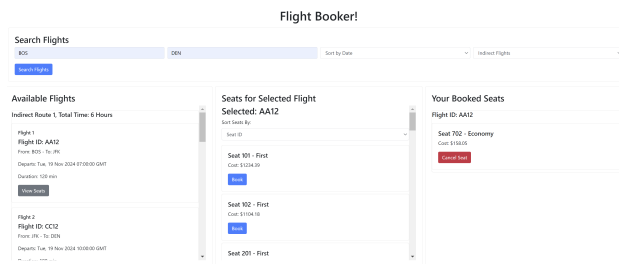 Flight Booker!
Search Flights
BOS
DEN
Sort by Date
Indirect Flights
Search Flights
Available Flights
Indirect Route 1, Total Time: 6 Hours
Flight 1
Flight ID: AA12
From: BOS - To: JFK
Departs: Tue, 19 Nov 2024 07:00:00 GMT
Duration: 120 min
View Seats
Flight 2
Flight ID: CC12
From: JFK - To: DEN
Departs: Tue, 19 Nov 2024 10:00:00 GMT
Seats for Selected Flight
Selected: AA12
Sort Seats By:
Seat ID
Seat 101 - First
Cost: $1234.39
Book
Seat 102 - First
Cost: $1104.18
Book
Seat 201 - First
Your Booked Seats
Flight ID: AA12
Seat 702 - Economy
Cost: $158.05
Cancel Seat